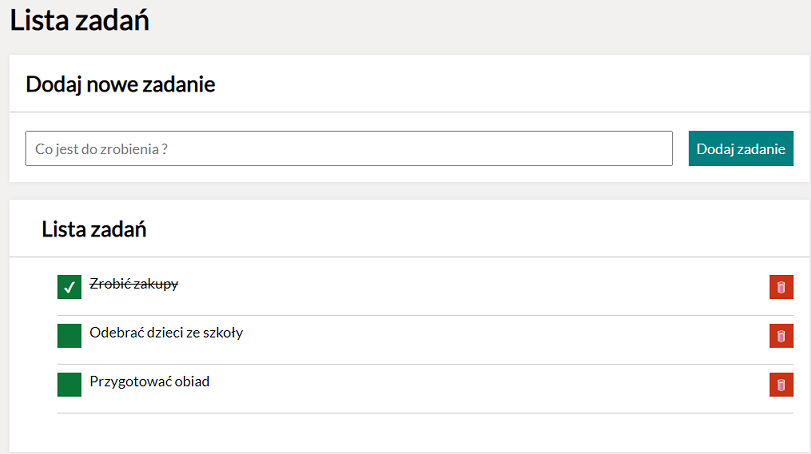 Lista zadań
Dodaj nowe zadanie
Co jest do zrobienia ?
Dodaj zadanie
Lista zadań
Zrobić zakupy
Odebrać dzieci ze szkoły
Przygotować obiad